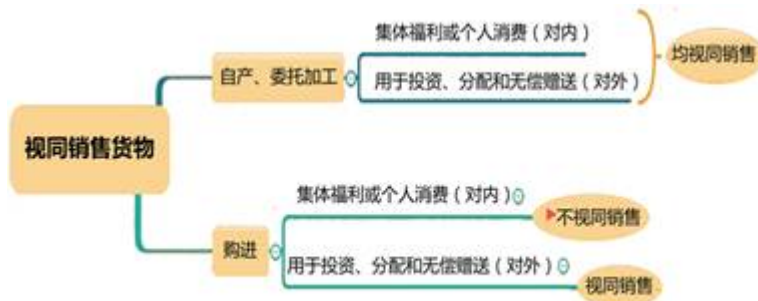 视同销售货物
自产、委托加工
集体福利或个人消费（对内）
用于投资、分配和无偿赠送（对外）
均视同销售
购进
集体福利或个人消费（对内）
不视同销售
用于投资、分配和无偿赠送（对外）
视同销售